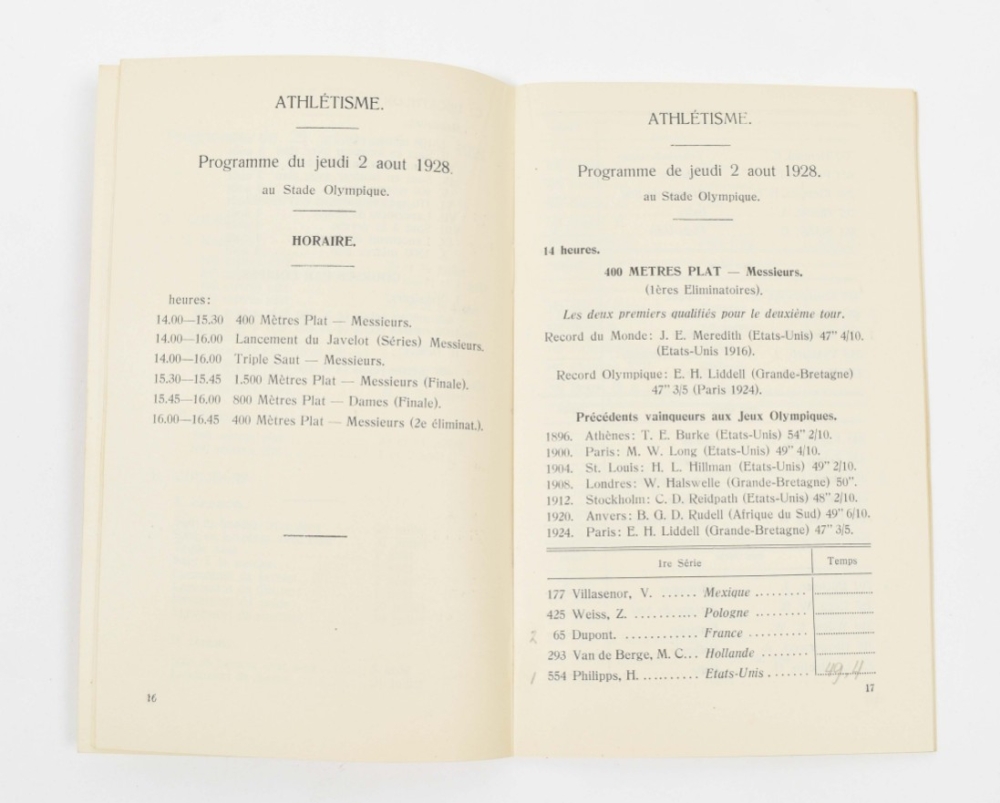 ATHLÉTISME.
Programme du jeudi 2 aout 1928.
au Stade Olympique.
HORAIRE.
heures:
14.00—15.30 400 Mètres Plat — Messieurs.
14.00—16.00 Lancement du Javelot (Séries) Messieurs.
14.00—16.00 Triple Saut — Messieurs.
15.30—15.45 1.500 Mètres Plat — Messieurs (Finale).
15.45—16.00 800 Mètres Plat — Dames (Finale).
16.00—16.45 400 Mètres Plat — Messieurs (2e éliminat.).
16
ATHLÉTISME.
Programme de jeudi 2 aout 1928.
au Stade Olympique.
14 heures.
400 METRES PLAT — Messieurs.
(1ères Eliminatoires).
Les deux premiers qualifiés pour le deuxième tour.
Record du Monde: J. E. Meredith (Etats-Unis) 47" 4/10.
(Etats-Unis 1916).
Record Olympique: E. H. Liddell (Grande-Bretagne)
47" 3/5 (Paris 1924).
Précédents vainqueurs aux Jeux Olympiques.
1896. Athènes: T. E. Burke (Etats-Unis) 54" 2/10.
1900. Paris: M. W. Long (Etats-Unis) 49" 4/10.
1904. St. Louis: H. L. Hillman (Etats-Unis) 49" 2/10.
1908. Londres: W. Halswelle (Grande-Bretagne) 50".
1912. Stockholm: C. D. Reidpath (Etats-Unis) 48" 2/10.
1920. Anvers: B. G. D. Rudell (Afrique du Sud) 49" 6/10.
1924. Paris: E. H. Liddell (Grande-Bretagne) 47" 3/5.
1re Série Temps
177 Villasenor, V. ...... Mexique ........
425 Weiss, Z. ........... Pologne .........
2 65 Dupont. ............ France ..........
293 Van de Berge, M. C... Hollande ........
1 554 Philipps, H. .......... Etats-Unis ....... 49.4
17